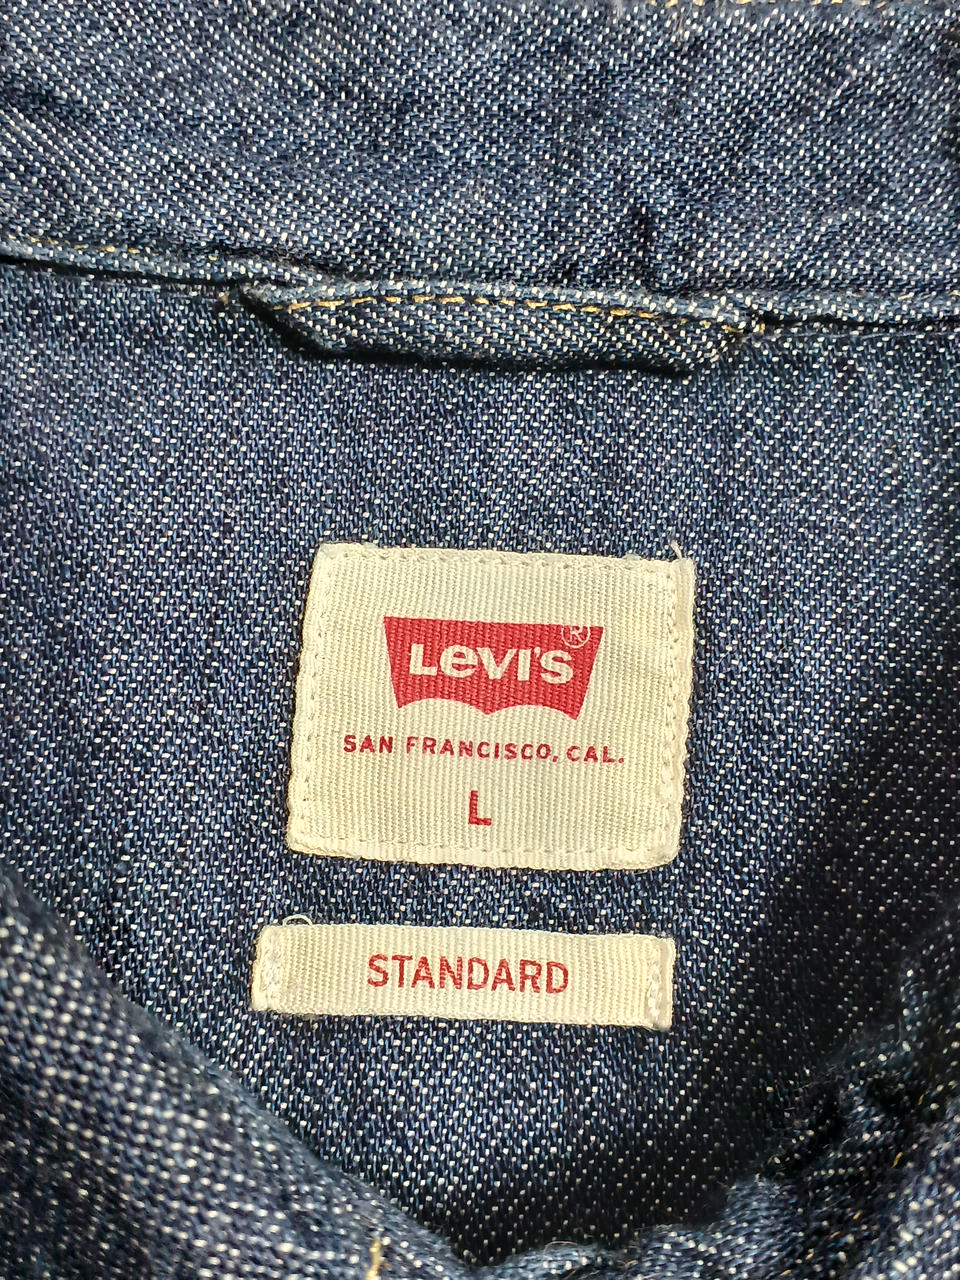 LEVI'S ®
SAN FRANCISCO, CAL.
L
STANDARD